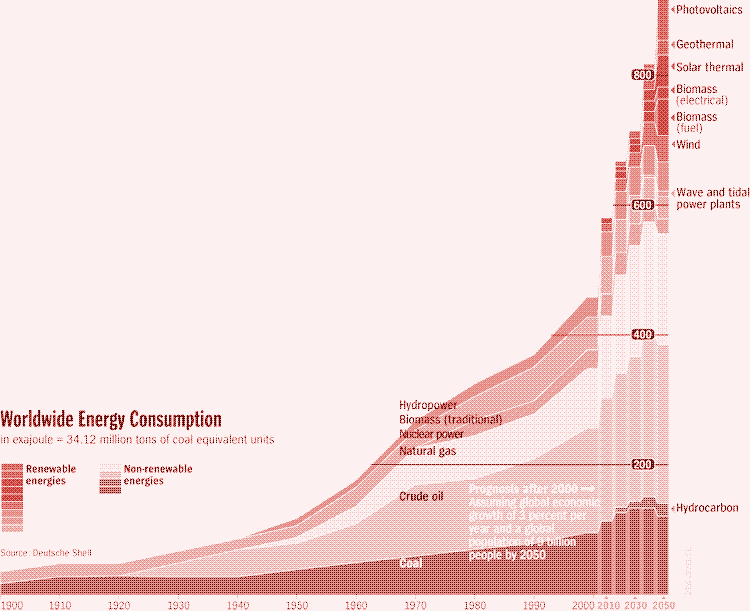 Photovoltaics
Geothermal
Solar thermal
800
Biomass
(electrical)
Biomass
(fuel)
Wind
Wave and tidal
power plants
600
400
Hydropower
Biomass (traditional)
Nuclear power
Natural gas
Worldwide Energy Consumption
in exajoule = 34.12 million tons of coal equivalent units
Renewable
energies
Non-renewable
energies
200
Crude oil
Prognosis after 2000
Assuming global economic
growth of 3 percent per
year and a global
population of 9 billion
people by 2050
Hydrocarbon
Source: Deutsche Shell
Coal
1900 1910 1920 1930 1940 1950 1960 1970 1980 1990 2000 2010 2030 2050